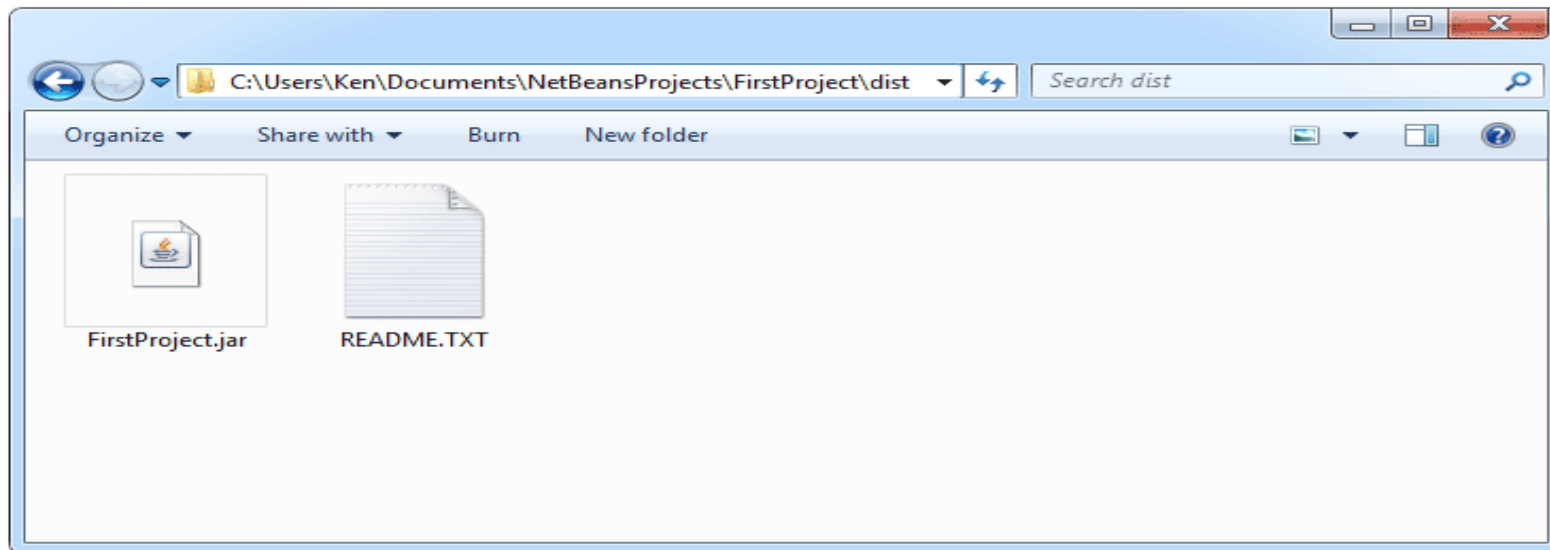 C:\Users\Ken\Documents\NetBeansProjects\FirstProject\dist Search dist
Organize Share with Burn New folder
FirstProject.jar README.TXT